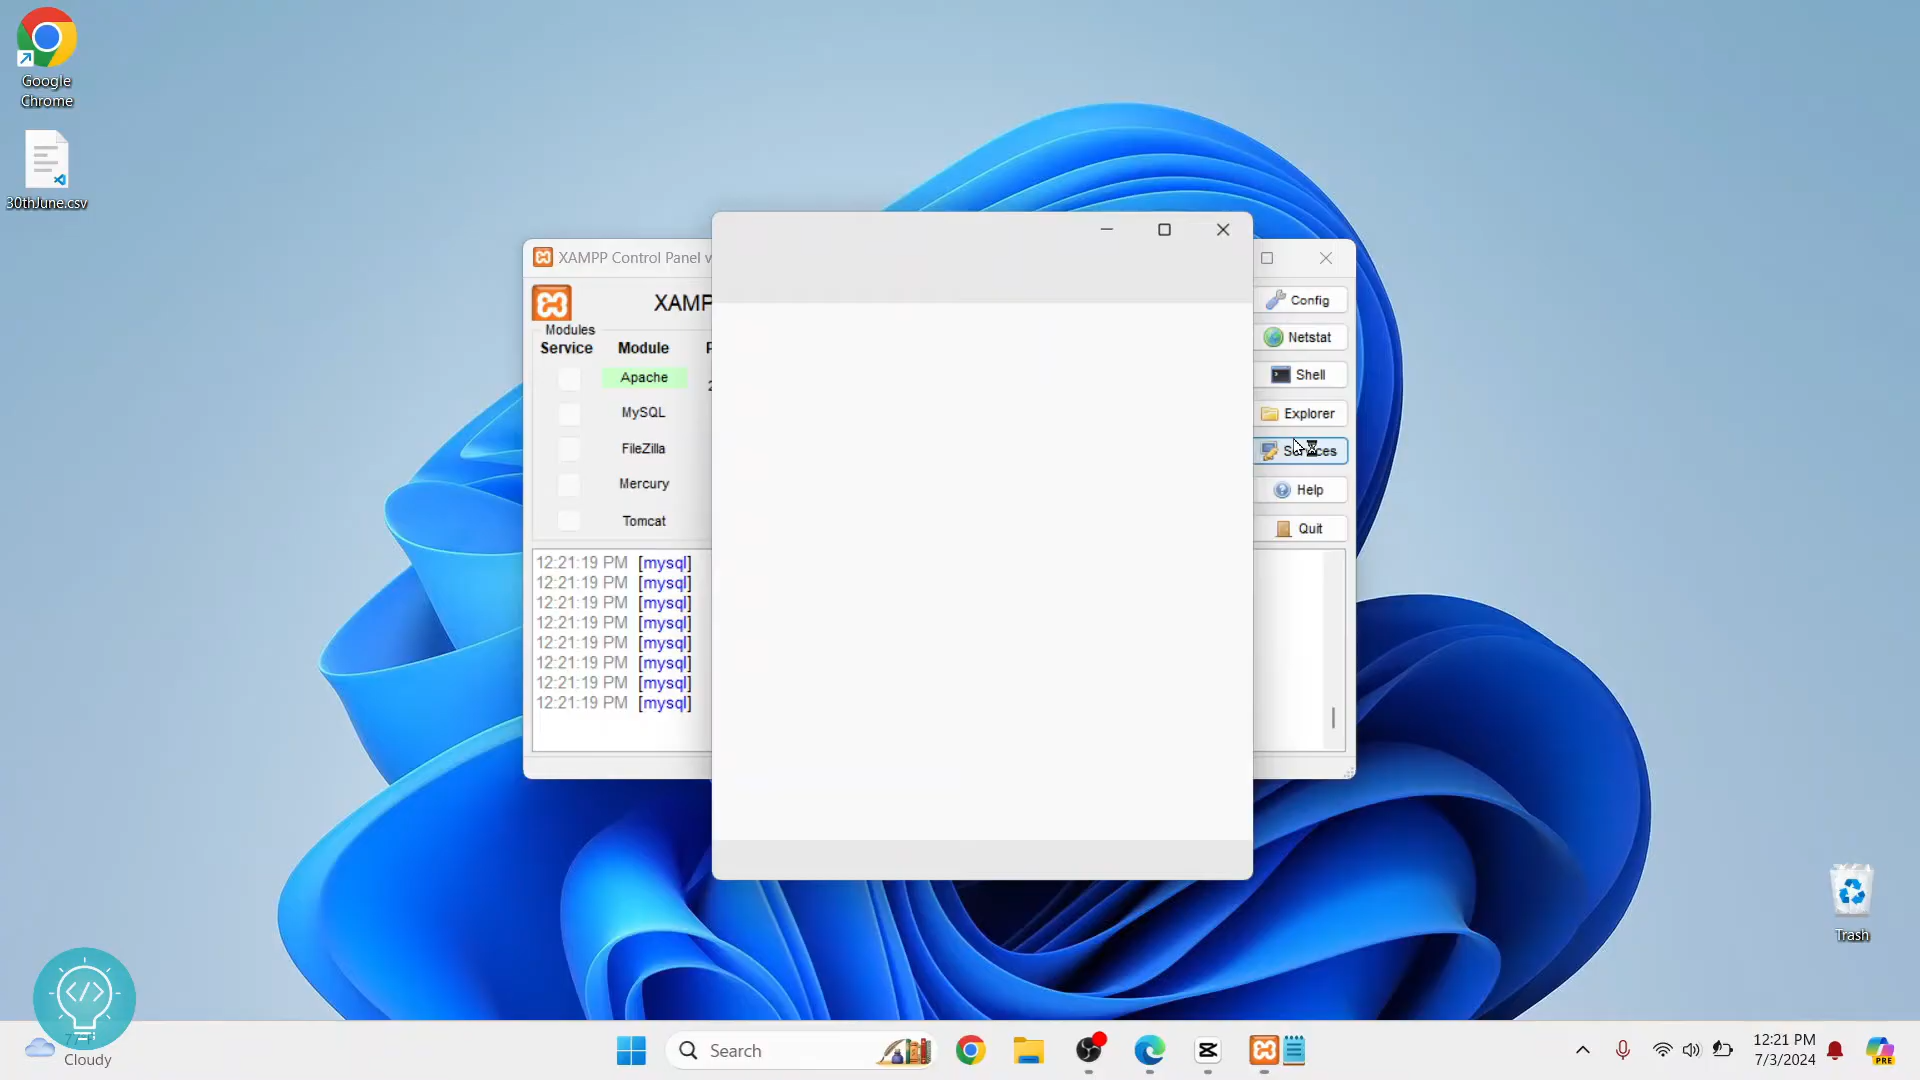 Google
Chrome
30thJune.csv
XAMPP Control Panel v
XAMP
Modules
Service Module P
Apache 2
MySQL
FileZilla
Mercury
Tomcat
Config
Netstat
Shell
Explorer
Services
Help
Quit
12:21:19 PM [mysql]
12:21:19 PM [mysql]
12:21:19 PM [mysql]
12:21:19 PM [mysql]
12:21:19 PM [mysql]
12:21:19 PM [mysql]
12:21:19 PM [mysql]
12:21:19 PM [mysql]
Trash
Cloudy
Search
12:21 PM
7/3/2024
PRE